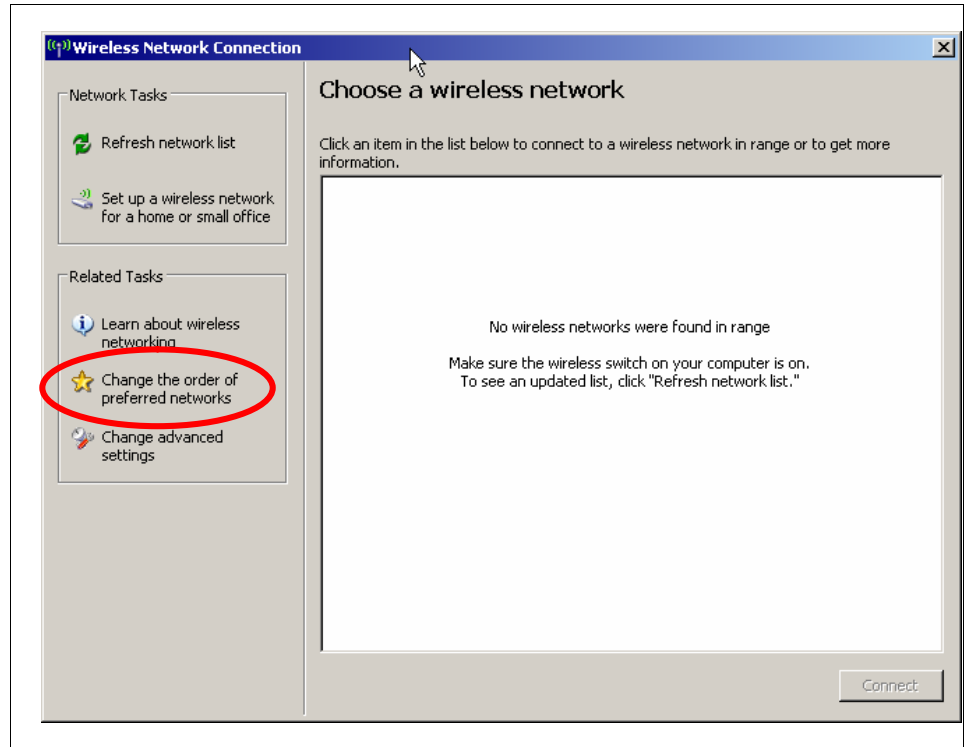 Wireless Network Connection
Network Tasks
Refresh network list
Set up a wireless network
for a home or small office
Related Tasks
Learn about wireless
networking
Change the order of
preferred networks
Change advanced
settings
Choose a wireless network
Click an item in the list below to connect to a wireless network in range or to get more
information.
No wireless networks were found in range
Make sure the wireless switch on your computer is on.
To see an updated list, click "Refresh network list."
Connect